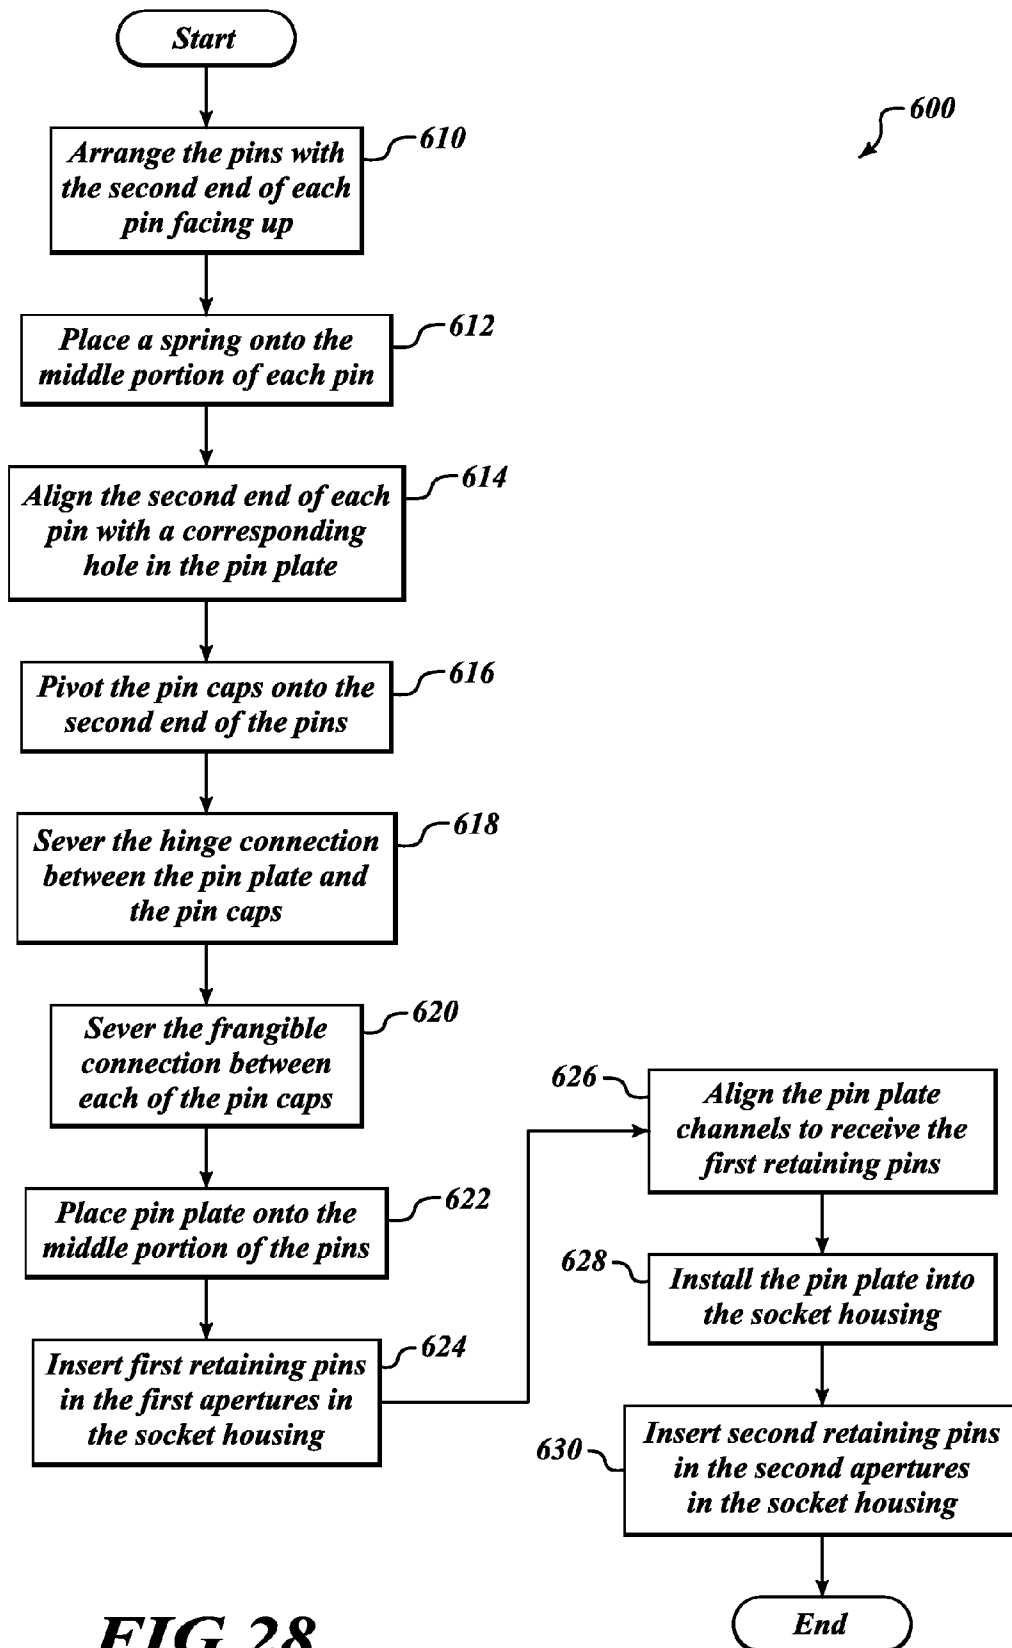 Start
600
610
Arrange the pins with
the second end of each
pin facing up
612
Place a spring onto the
middle portion of each pin
614
Align the second end of each
pin with a corresponding
hole in the pin plate
616
Pivot the pin caps onto the
second end of the pins
618
Sever the hinge connection
between the pin plate and
the pin caps
620
Sever the frangible
connection between
each of the pin caps
622
Place pin plate onto the
middle portion of the pins
624
Insert first retaining pins
in the first apertures in
the socket housing
626
Align the pin plate
channels to receive the
first retaining pins
628
Install the pin plate into
the socket housing
630
Insert second retaining pins
in the second apertures
in the socket housing
End
FIG.28